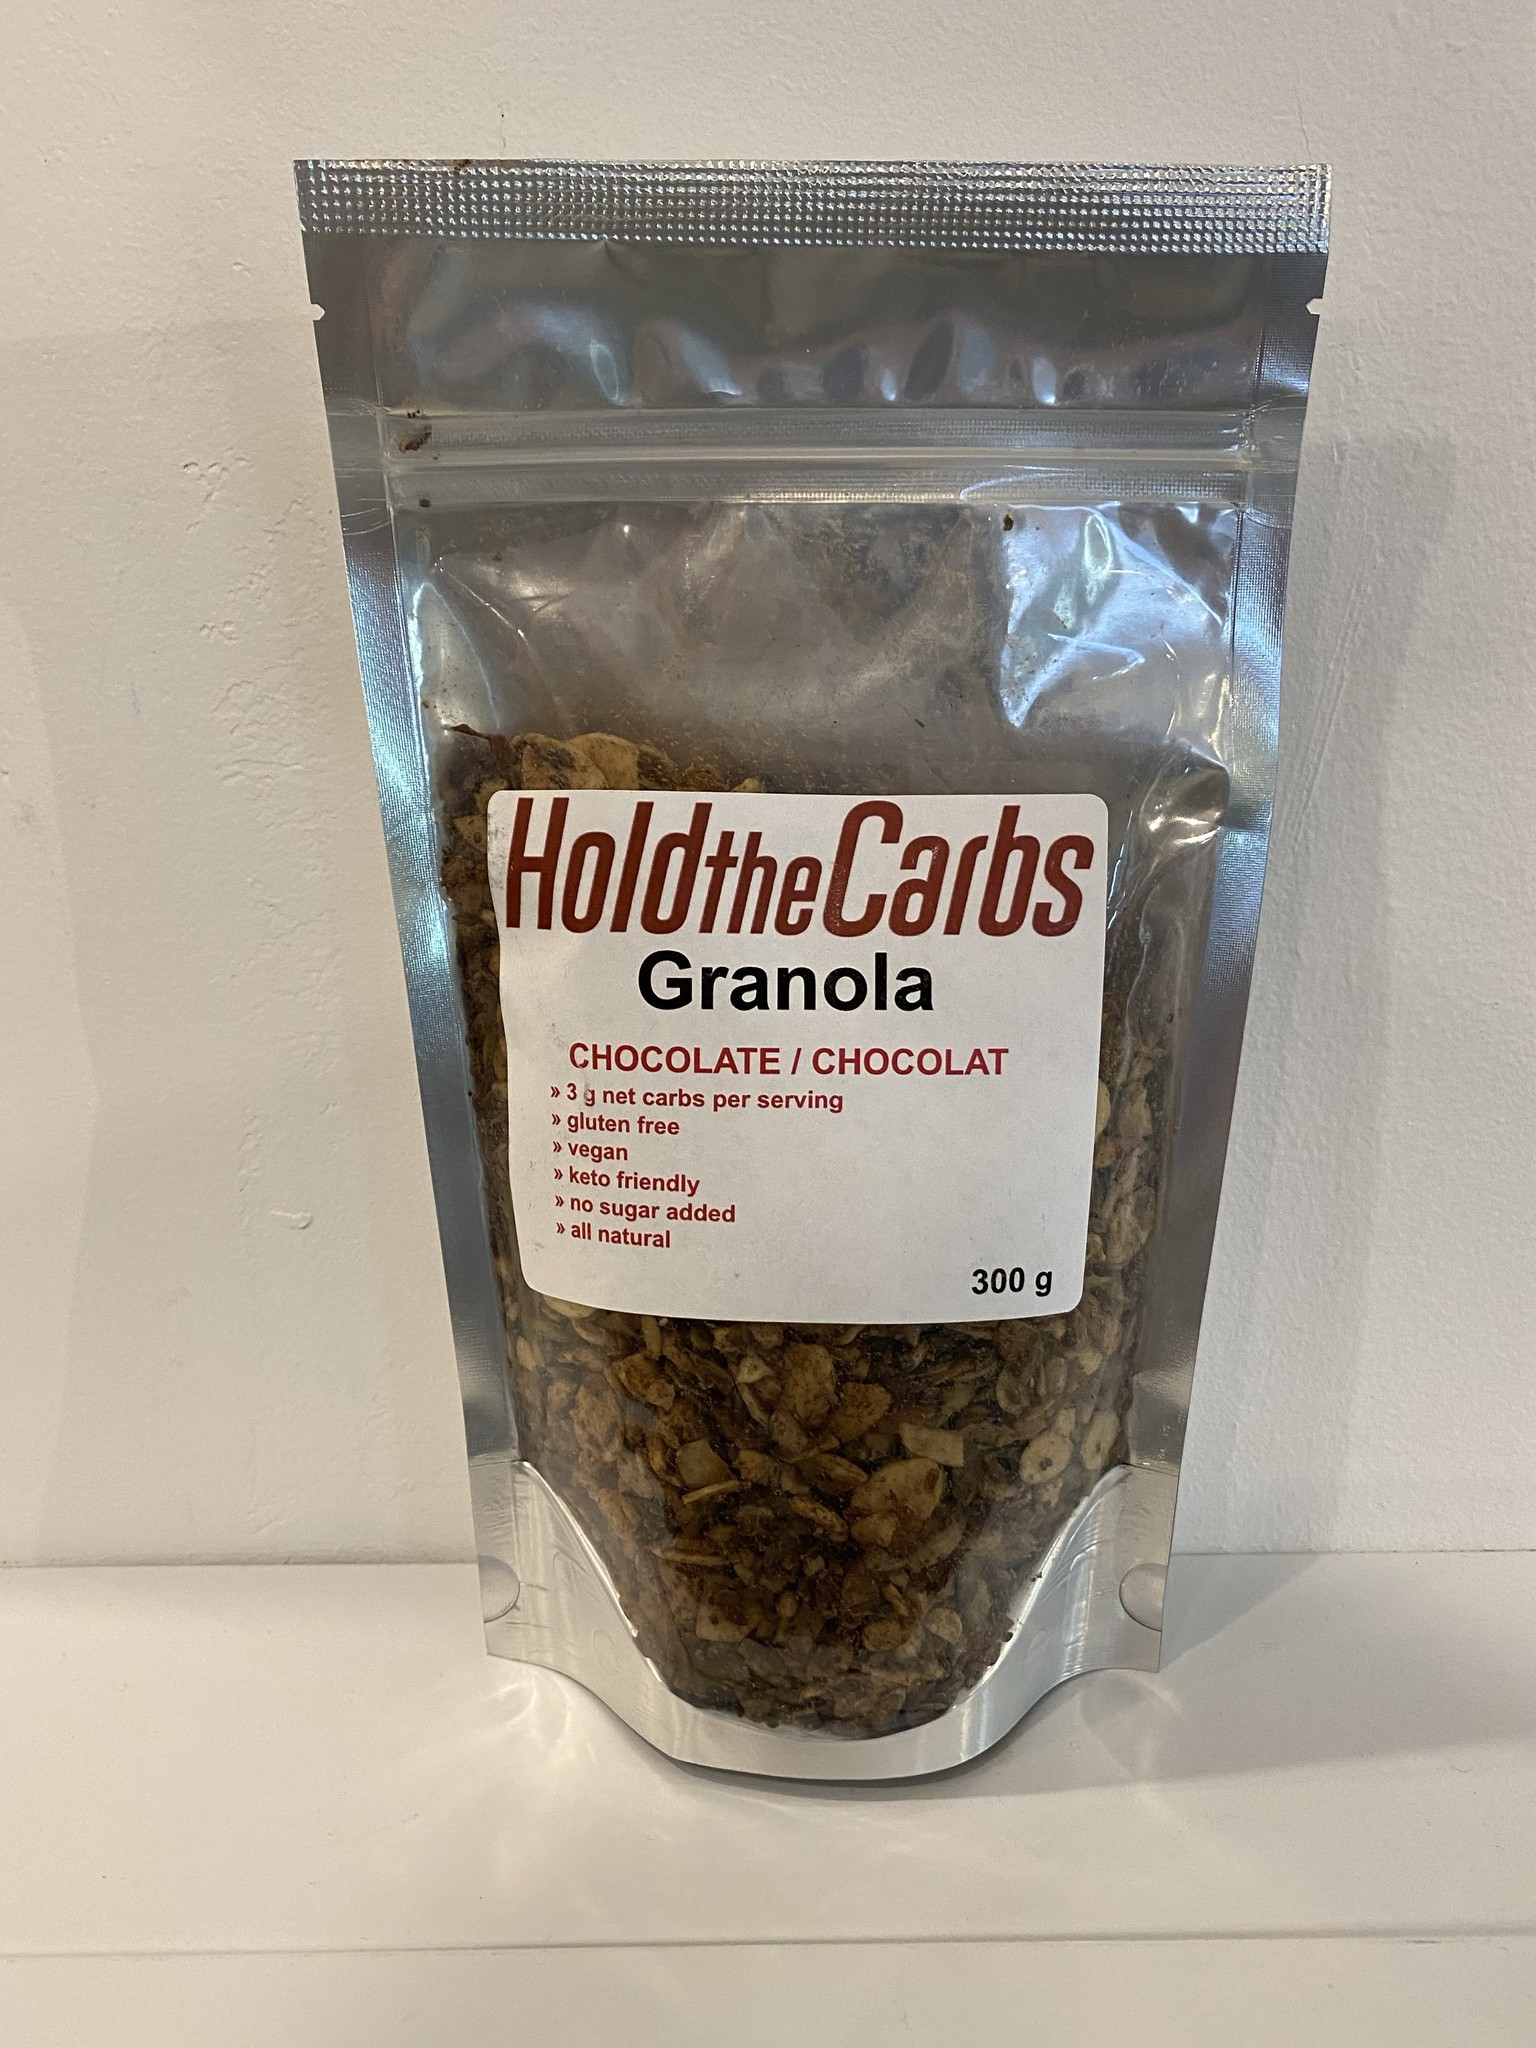 HoldtheCarbs
Granola
CHOCOLATE / CHOCOLAT
» 3 g net carbs per serving
» gluten free
» vegan
» keto friendly
» no sugar added
» all natural
300 g